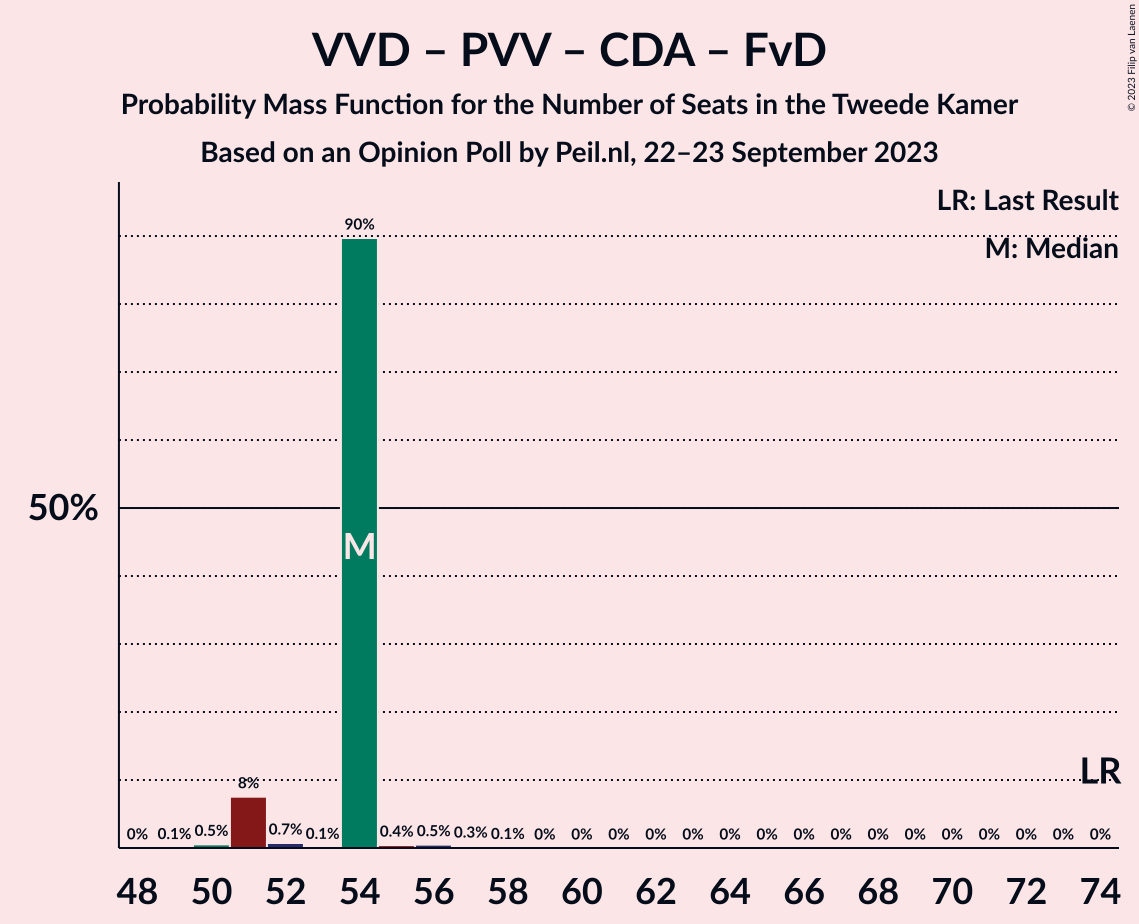 VVD – PVV – CDA – FvD
Probability Mass Function for the Number of Seats in the Tweede Kamer
Based on an Opinion Poll by Peil.nl, 22–23 September 2023
© 2023 Filip van Laenen
LR: Last Result
M: Median
90%
50%
M
LR
8%
0% 0.1% 0.5% 0.7% 0.1% 0.4% 0.5% 0.3% 0.1% 0% 0% 0% 0% 0% 0% 0% 0% 0% 0% 0% 0% 0% 0% 0% 0%
48 50 52 54 56 58 60 62 64 66 68 70 72 74